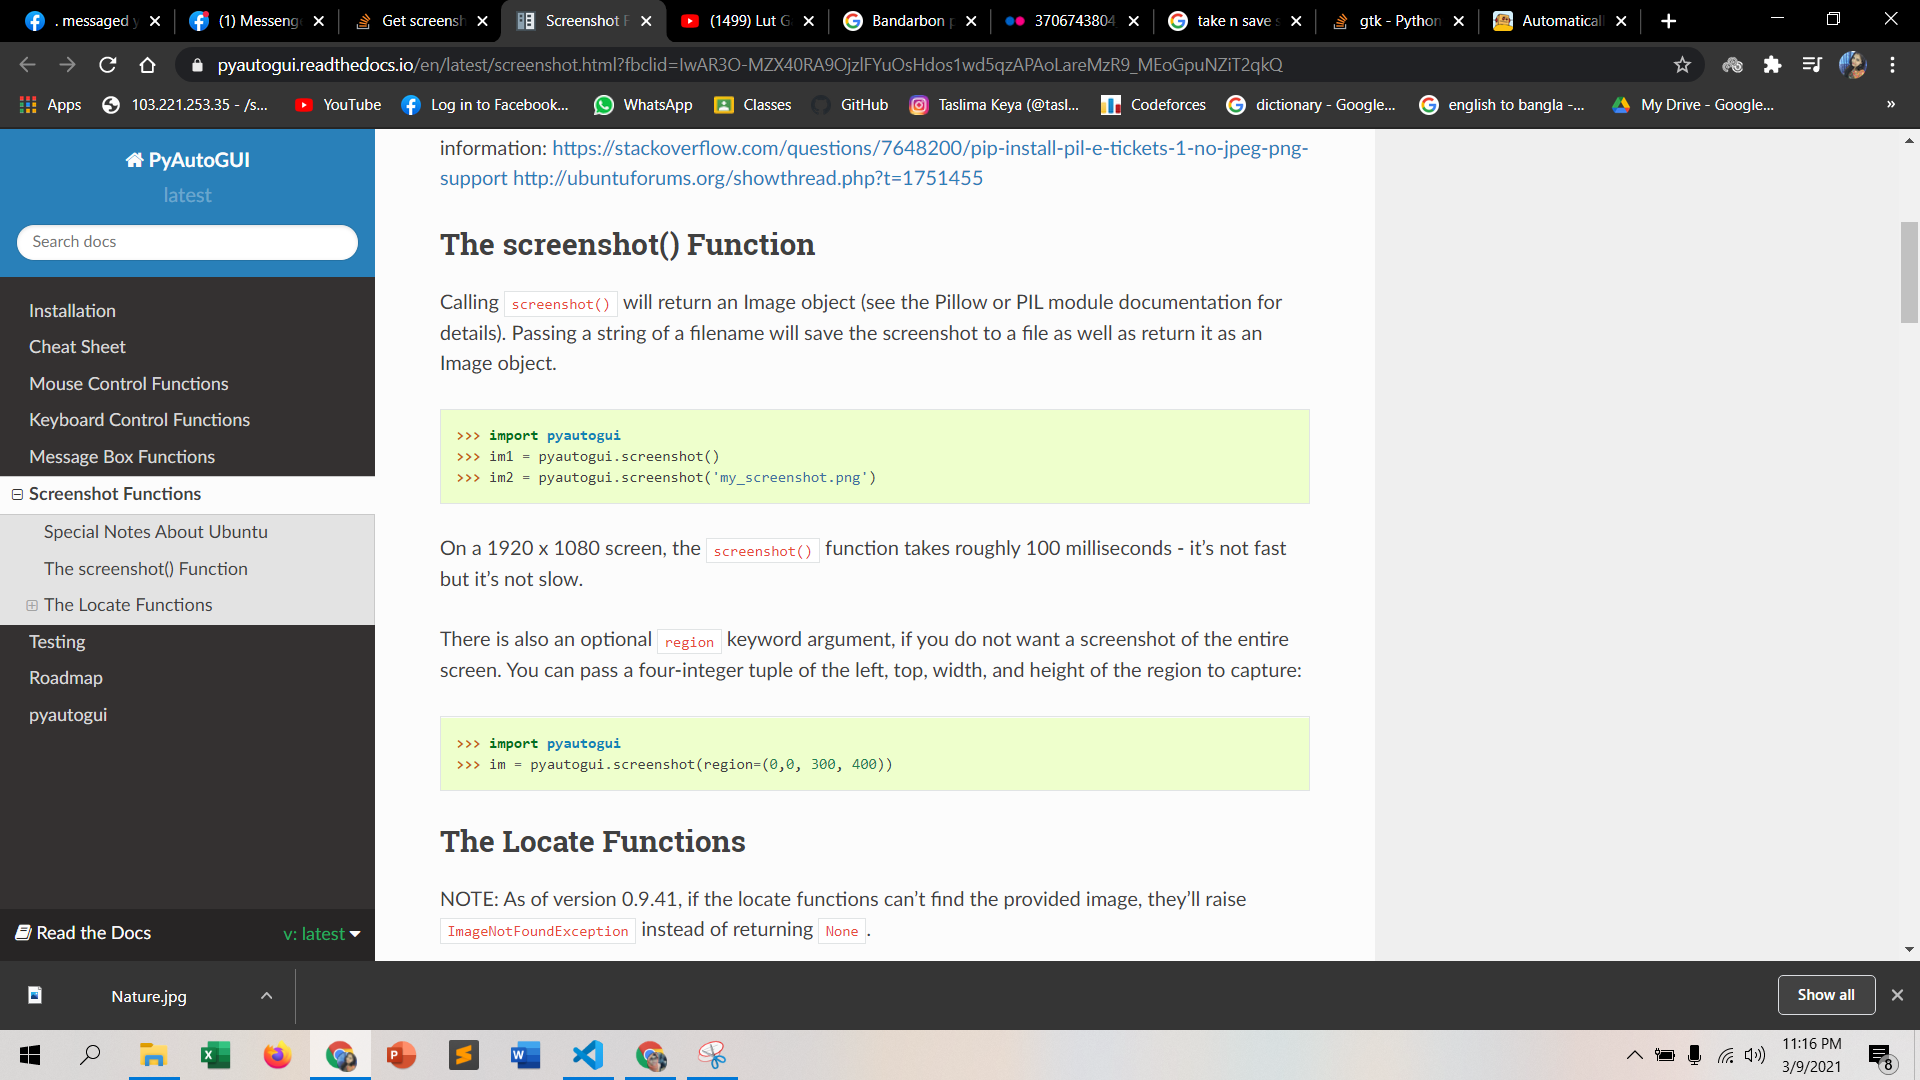 . messaged y
(1) Messeng
Get screensh
Screenshot F
(1499) Lut G
Bandarbon p
3706743804
take n save s
gtk - Python
Automatical
pyautogui.readthedocs.io/en/latest/screenshot.html?fbclid=IwAR3O-MZX40RA9OjzlFYuOsHdos1wd5qzAPAoLareMzR9_MEoGpuNZiT2qkQ
Apps
103.221.253.35 - /s...
YouTube
Log in to Facebook...
WhatsApp
Classes
GitHub
Taslima Keya (@tasl...
Codeforces
dictionary - Google...
english to bangla -...
My Drive - Google...
»
PyAutoGUI
latest
Search docs
Installation
Cheat Sheet
Mouse Control Functions
Keyboard Control Functions
Message Box Functions
Screenshot Functions
Special Notes About Ubuntu
The screenshot() Function
The Locate Functions
Testing
Roadmap
pyautogui
Read the Docs
v: latest
information: https://stackoverflow.com/questions/7648200/pip-install-pil-e-tickets-1-no-jpeg-png-
support http://ubuntuforums.org/showthread.php?t=1751455
The screenshot() Function
Calling screenshot() will return an Image object (see the Pillow or PIL module documentation for
details). Passing a string of a filename will save the screenshot to a file as well as return it as an
Image object.
>>> import pyautogui
>>> im1 = pyautogui.screenshot()
>>> im2 = pyautogui.screenshot('my_screenshot.png')
On a 1920 x 1080 screen, the screenshot() function takes roughly 100 milliseconds - it’s not fast
but it’s not slow.
There is also an optional region keyword argument, if you do not want a screenshot of the entire
screen. You can pass a four-integer tuple of the left, top, width, and height of the region to capture:
>>> import pyautogui
>>> im = pyautogui.screenshot(region=(0,0, 300, 400))
The Locate Functions
NOTE: As of version 0.9.41, if the locate functions can’t find the provided image, they’ll raise
ImageNotFoundException instead of returning None .
Nature.jpg
Show all
11:16 PM
3/9/2021
8